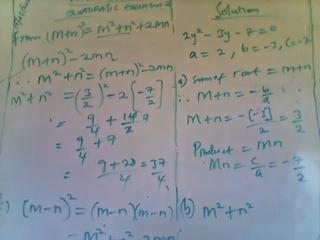 QUADRATIC EQUATION
from (m+n)² = m²+n²+2mn
(m+n)² - 2mn
∴ m²+n² = (m+n)² - 2mn
m²+n² = (3/2)² - 2(-7/2)
= 9/4 + 14/2
= 9/4 + 7
= 9+28/4 = 37/4
(m-n)² = (m-n)(m-n)
Solution
2y² - 3y - 7 = 0
a = 2, b = -3, c = -7
a) sum of root = m+n
∴ m+n = -b/a
m+n = -(-3)/2 = 3/2
Product = mn
mn = c/a = -7/2
(b) m²+n²